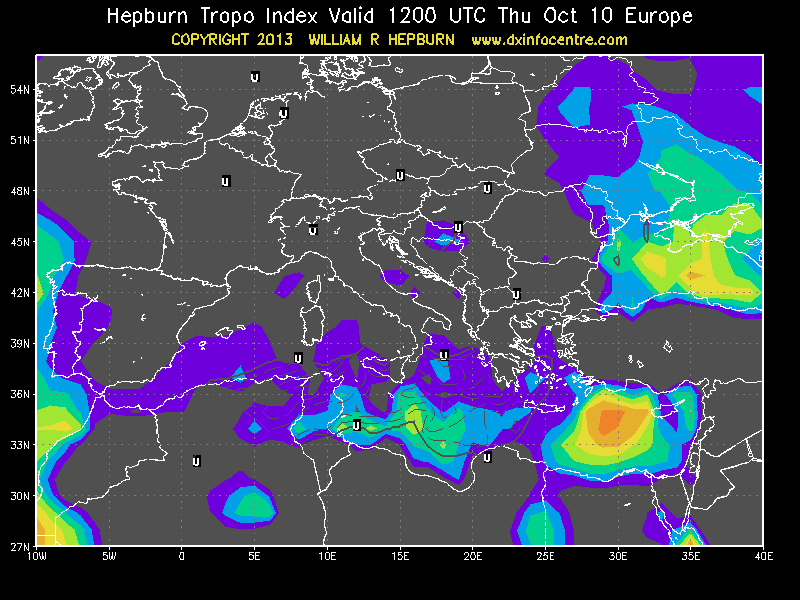 Hepburn Tropo Index Valid 1200 UTC Thu Oct 10 Europe
COPYRIGHT 2013 WILLIAM R HEPBURN www.dxinfocentre.com
54N
U
U
51N
U
U
U
48N
U
U
45N
42N
U
39N
U
U
36N
U
33N
U
U
30N
27N
10W 5W 0 5E 10E 15E 20E 25E 30E 35E 40E